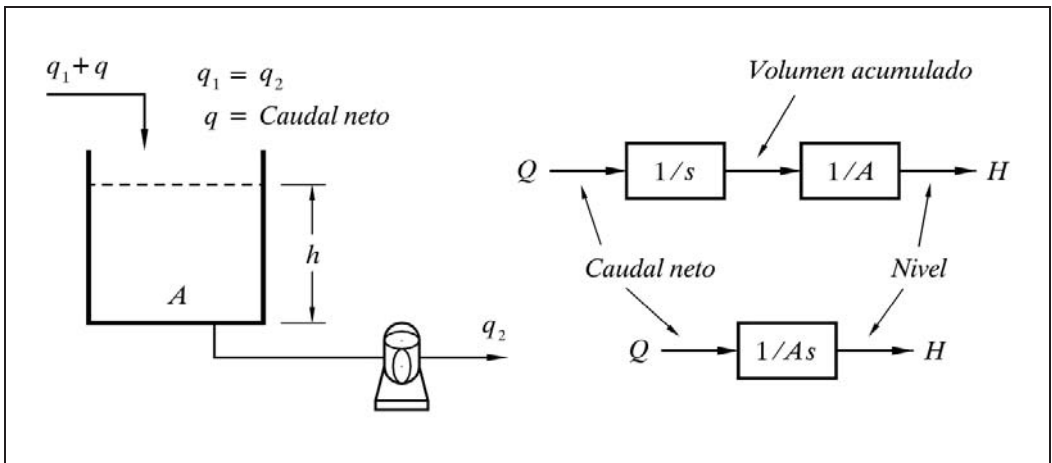 q₁ + q
q₁ = q₂
q = Caudal neto
h
A
q₂
Volumen acumulado
Q
1/s
1/A
H
Caudal neto
Nivel
Q
1/As
H